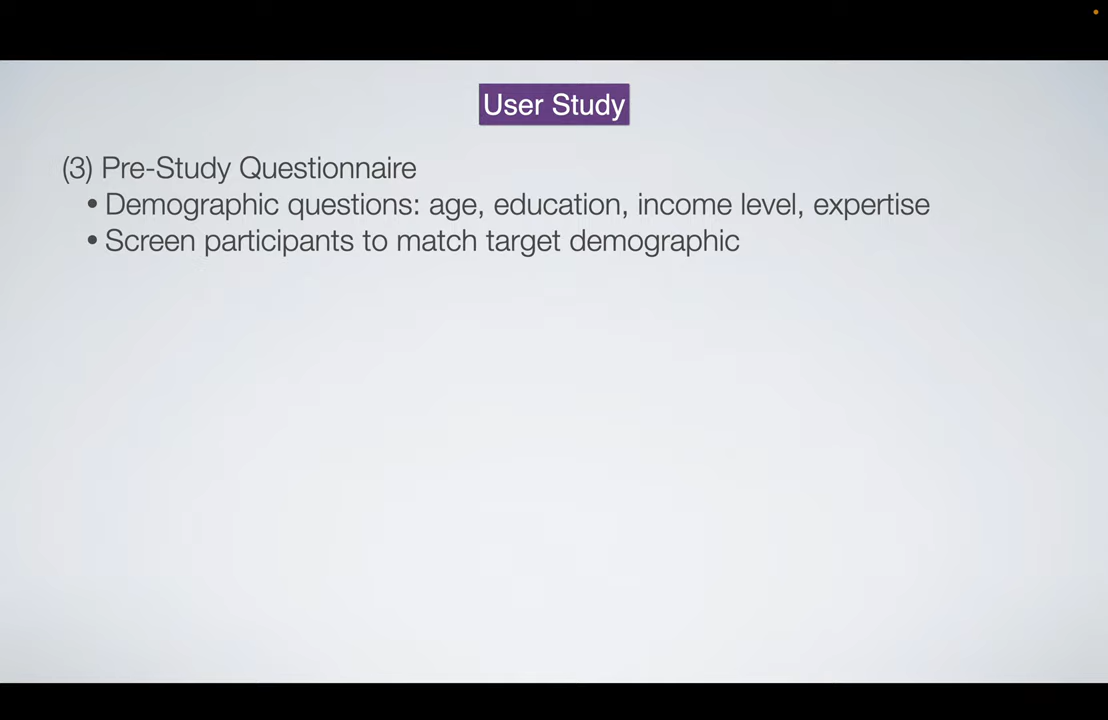 User Study
(3) Pre-Study Questionnaire
• Demographic questions: age, education, income level, expertise
• Screen participants to match target demographic